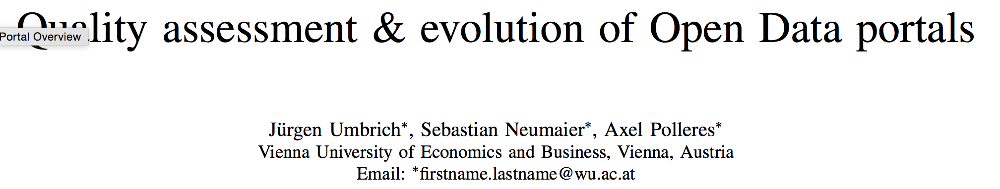 Quality assessment & evolution of Open Data portals
Portal Overview
Jürgen Umbrich*, Sebastian Neumaier*, Axel Polleres*
Vienna University of Economics and Business, Vienna, Austria
Email: *firstname.lastname@wu.ac.at